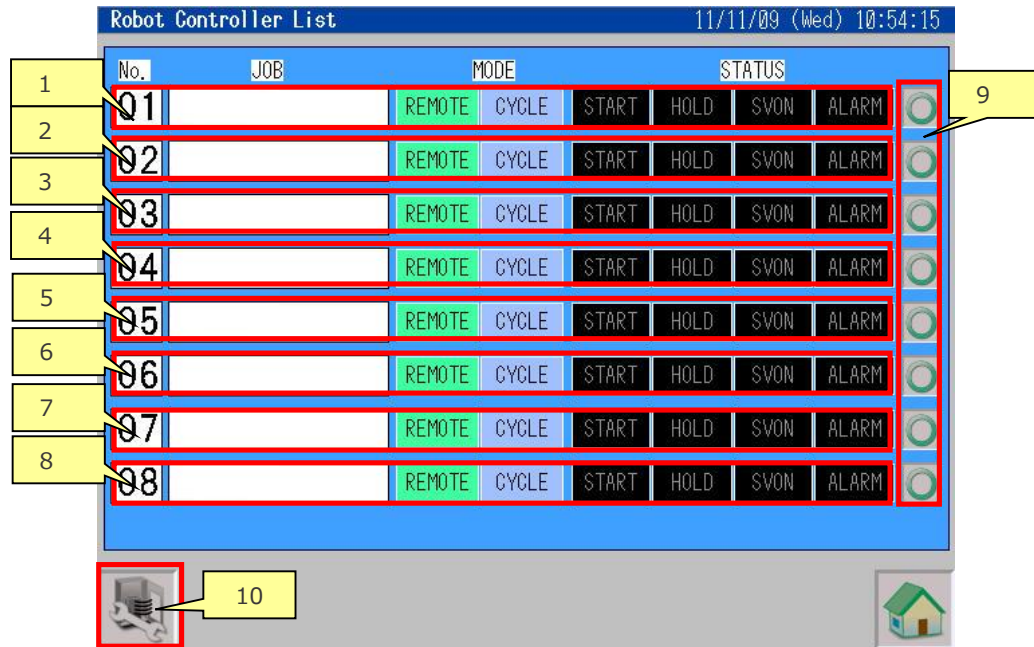 Robot Controller List 11/11/09 (Wed) 10:54:15
No. JOB MODE STATUS
1
01 REMOTE CYCLE START HOLD SVON ALARM
9
2
02 REMOTE CYCLE START HOLD SVON ALARM
3
03 REMOTE CYCLE START HOLD SVON ALARM
4
04 REMOTE CYCLE START HOLD SVON ALARM
5
05 REMOTE CYCLE START HOLD SVON ALARM
6
06 REMOTE CYCLE START HOLD SVON ALARM
7
07 REMOTE CYCLE START HOLD SVON ALARM
8
08 REMOTE CYCLE START HOLD SVON ALARM
10